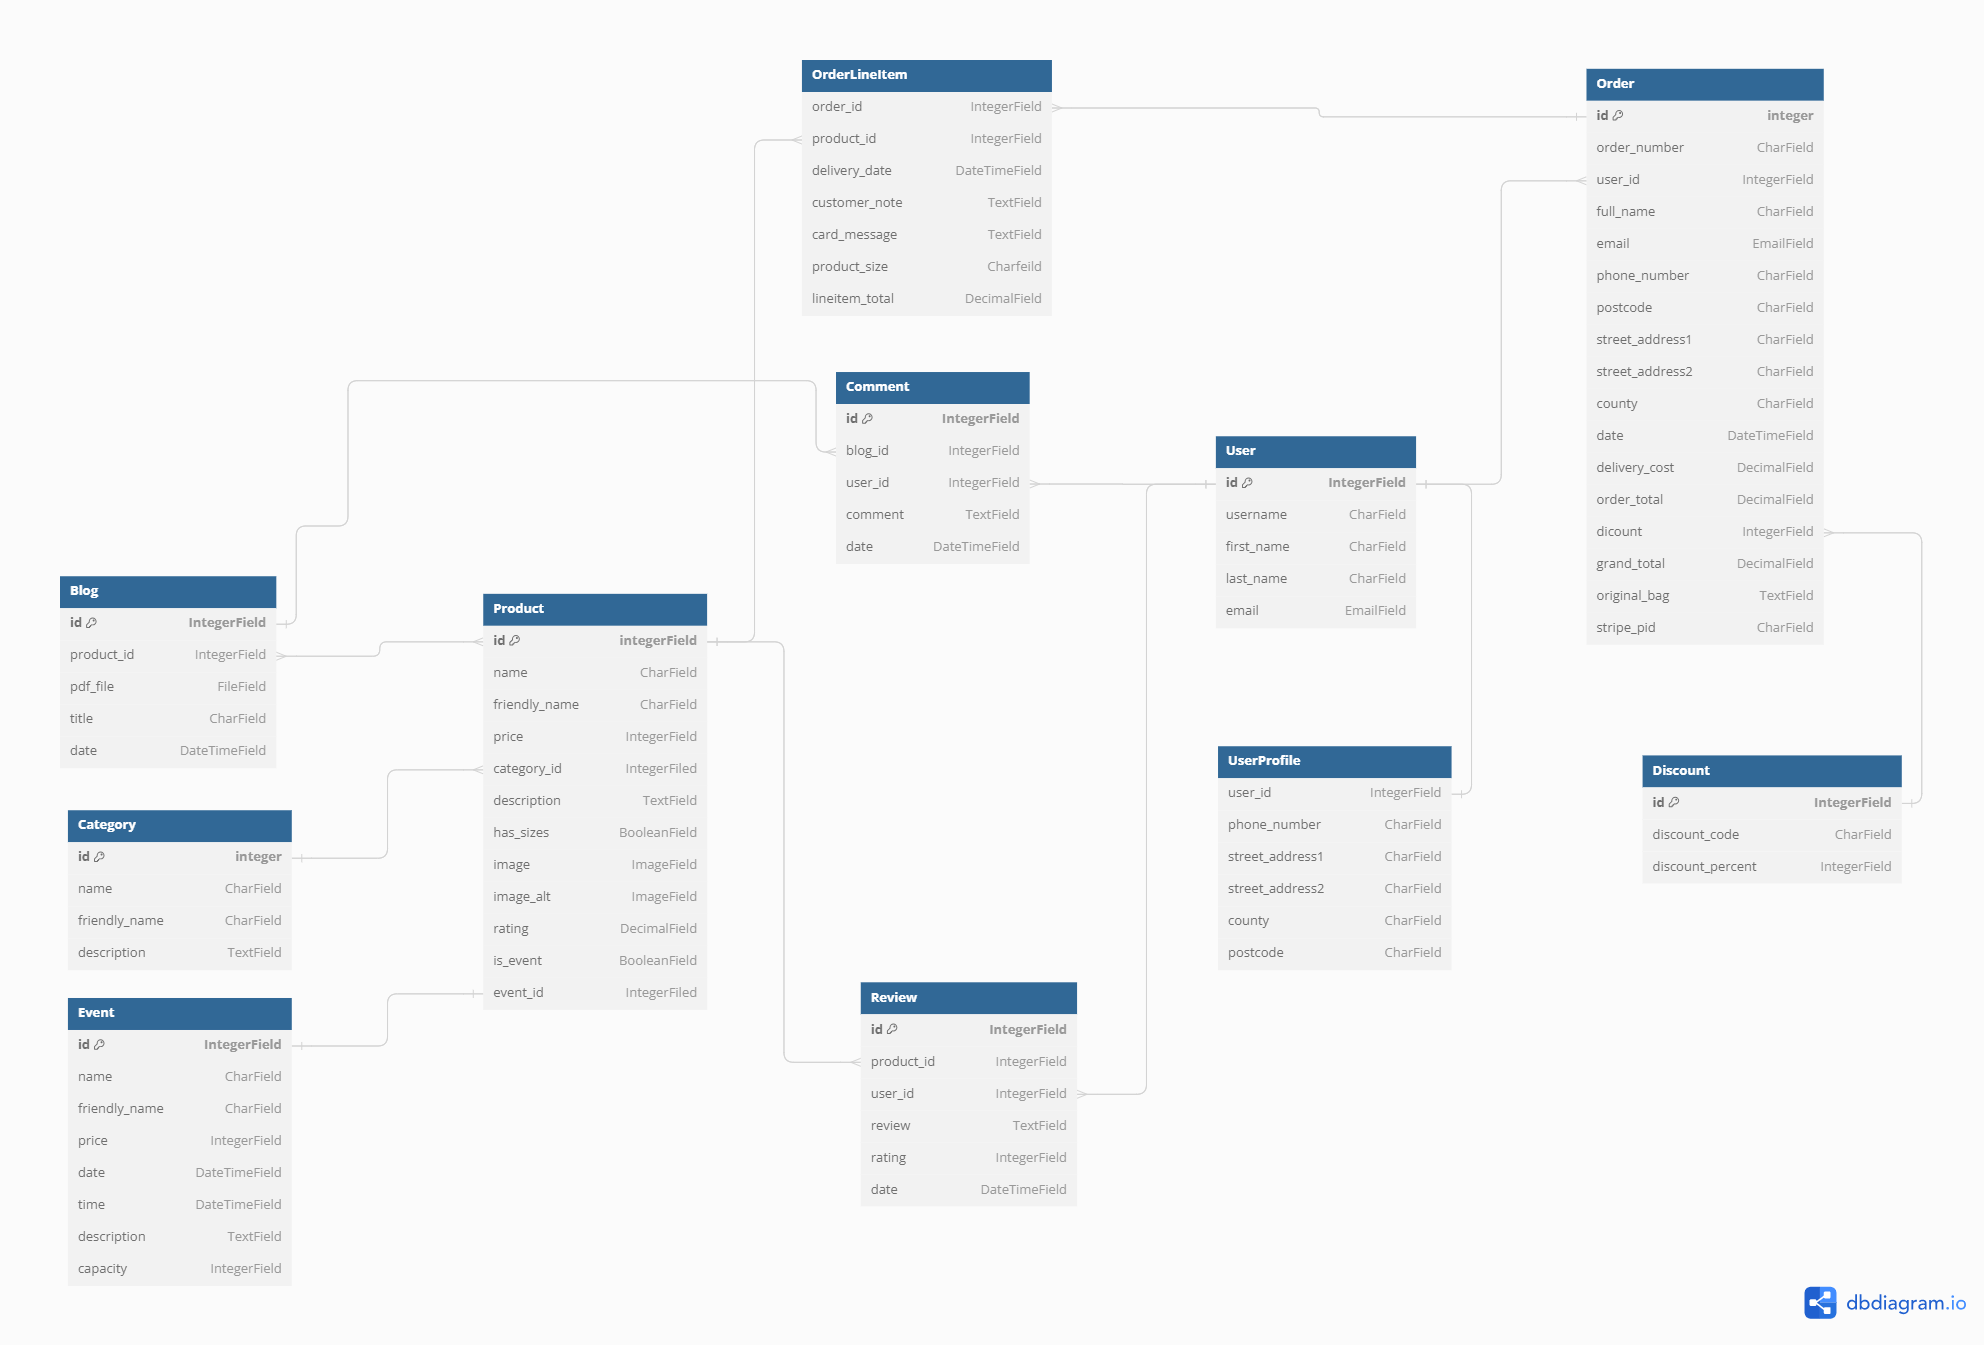 OrderLineItem
order_id IntegerField
product_id IntegerField
delivery_date DateTimeField
customer_note TextField
card_message TextField
product_size Charfeild
lineitem_total DecimalField
Order
id integer
order_number CharField
user_id IntegerField
full_name CharField
email EmailField
phone_number CharField
postcode CharField
street_address1 CharField
street_address2 CharField
county CharField
date DateTimeField
delivery_cost DecimalField
order_total DecimalField
dicount IntegerField
grand_total DecimalField
original_bag TextField
stripe_pid CharField
Comment
id IntegerField
blog_id IntegerField
user_id IntegerField
comment TextField
date DateTimeField
User
id IntegerField
username CharField
first_name CharField
last_name CharField
email EmailField
Blog
id IntegerField
product_id IntegerField
pdf_file FileField
title CharField
date DateTimeField
Product
id integerField
name CharField
friendly_name CharField
price IntegerField
category_id IntegerFiled
description TextField
has_sizes BooleanField
image ImageField
image_alt ImageField
rating DecimalField
is_event BooleanField
event_id IntegerFiled
UserProfile
user_id IntegerField
phone_number CharField
street_address1 CharField
street_address2 CharField
county CharField
postcode CharField
Discount
id IntegerField
discount_code CharField
discount_percent IntegerField
Category
id integer
name CharField
friendly_name CharField
description TextField
Event
id IntegerField
name CharField
friendly_name CharField
price IntegerField
date DateTimeField
time DateTimeField
description TextField
capacity IntegerField
Review
id IntegerField
product_id IntegerField
user_id IntegerField
review TextField
rating IntegerField
date DateTimeField
dbdiagram.io